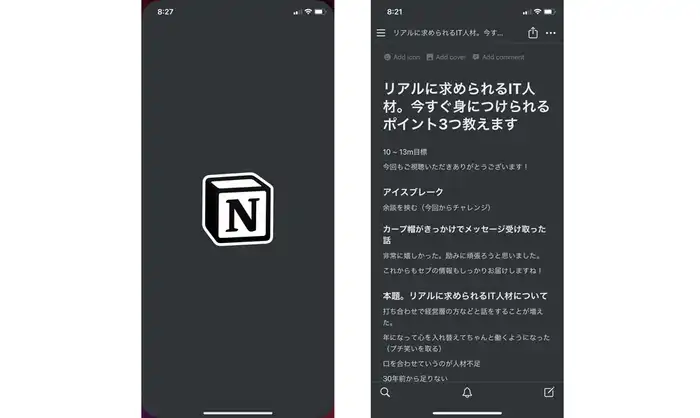 8:27
N
8:21
リアルに求められるIT人材。今す...
Add icon Add cover Add comment
リアルに求められるIT人
材。今すぐ身につけられる
ポイント3つ教えます
10 ~ 13m目標
今回もご視聴いただきありがとうございます！
アイスブレーク
余談を挟む（今回からチャレンジ）
カープ帽がきっかけでメッセージ受け取った
話
非常に嬉しかった。励みに頑張ろうと思いました。
これからもセブの情報もしっかりお届けしますね！
本題。リアルに求められるIT人材について
打ち合わせで経営層の方などと話をすることが増え
た。
年になって心を入れ替えてちゃんと働くようになった
（プチ笑いを取る）
口を合わせていうのが人材不足
30年前から足りない